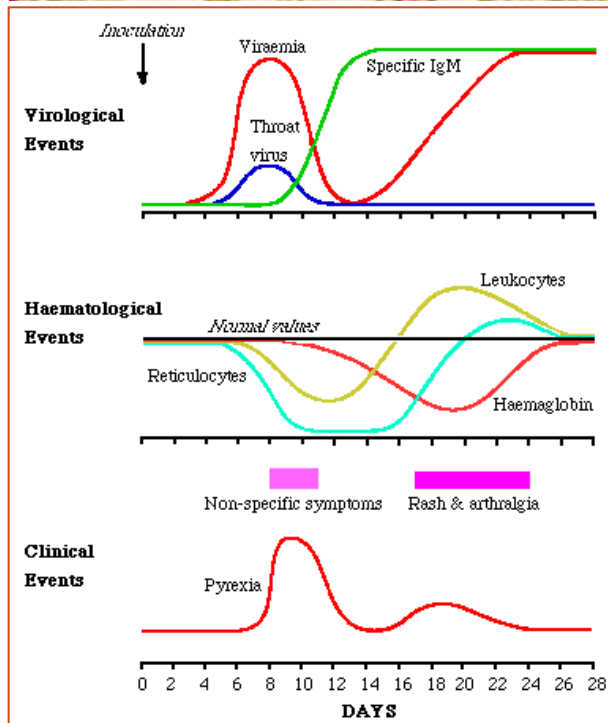 Inoculation
Viraemia
Specific IgM
Virological
Events
Throat
virus
Leukocytes
Haematological
Events
Normal values
Reticulocytes
Haemaglobin
Non-specific symptoms
Rash & arthralgia
Clinical
Events
Pyrexia
0 2 4 6 8 10 12 14 16 18 20 22 24 26 28
DAYS